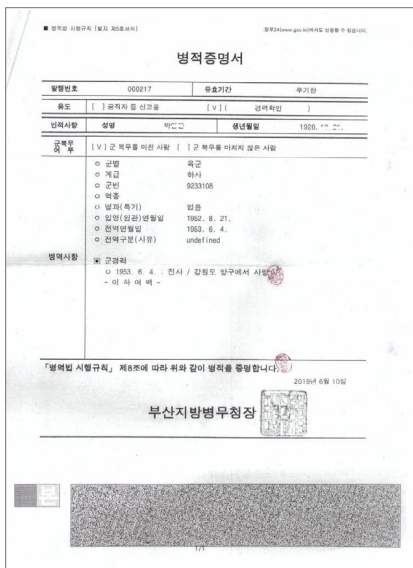 ■ 병역법 시행규칙 [별지 제5호서식]
정부24(www.gov.kr)에서도 신청할 수 있습니다.
병적증명서
발행번호 000217 유효기간 무기한
용도 [ ] 공직자 등 신고용 [ V ] ( 경력확인 )
인적사항 성명 박 생년월일 1928.
군복무 여 부 [ V ] 군 복무를 마친 사람 [ ] 군 복무를 마치지 않은 사람
병역사항
○ 군별 육군
○ 계급 하사
○ 군번 9233108
○ 역종
○ 병과(특기) 없음
○ 입영(임관)연월일 1952. 8. 21.
○ 전역연월일 1953. 6. 4.
○ 전역구분(사유) undefined
▣ 군경력
○ 1953. 6. 4. : 전사 / 강원도 양구에서 사망
- 이 하 여 백 -
「병역법 시행규칙」 제8조에 따라 위와 같이 병적을 증명합니다.
2019년 6월 10일
부산지방병무청장
본
1/1